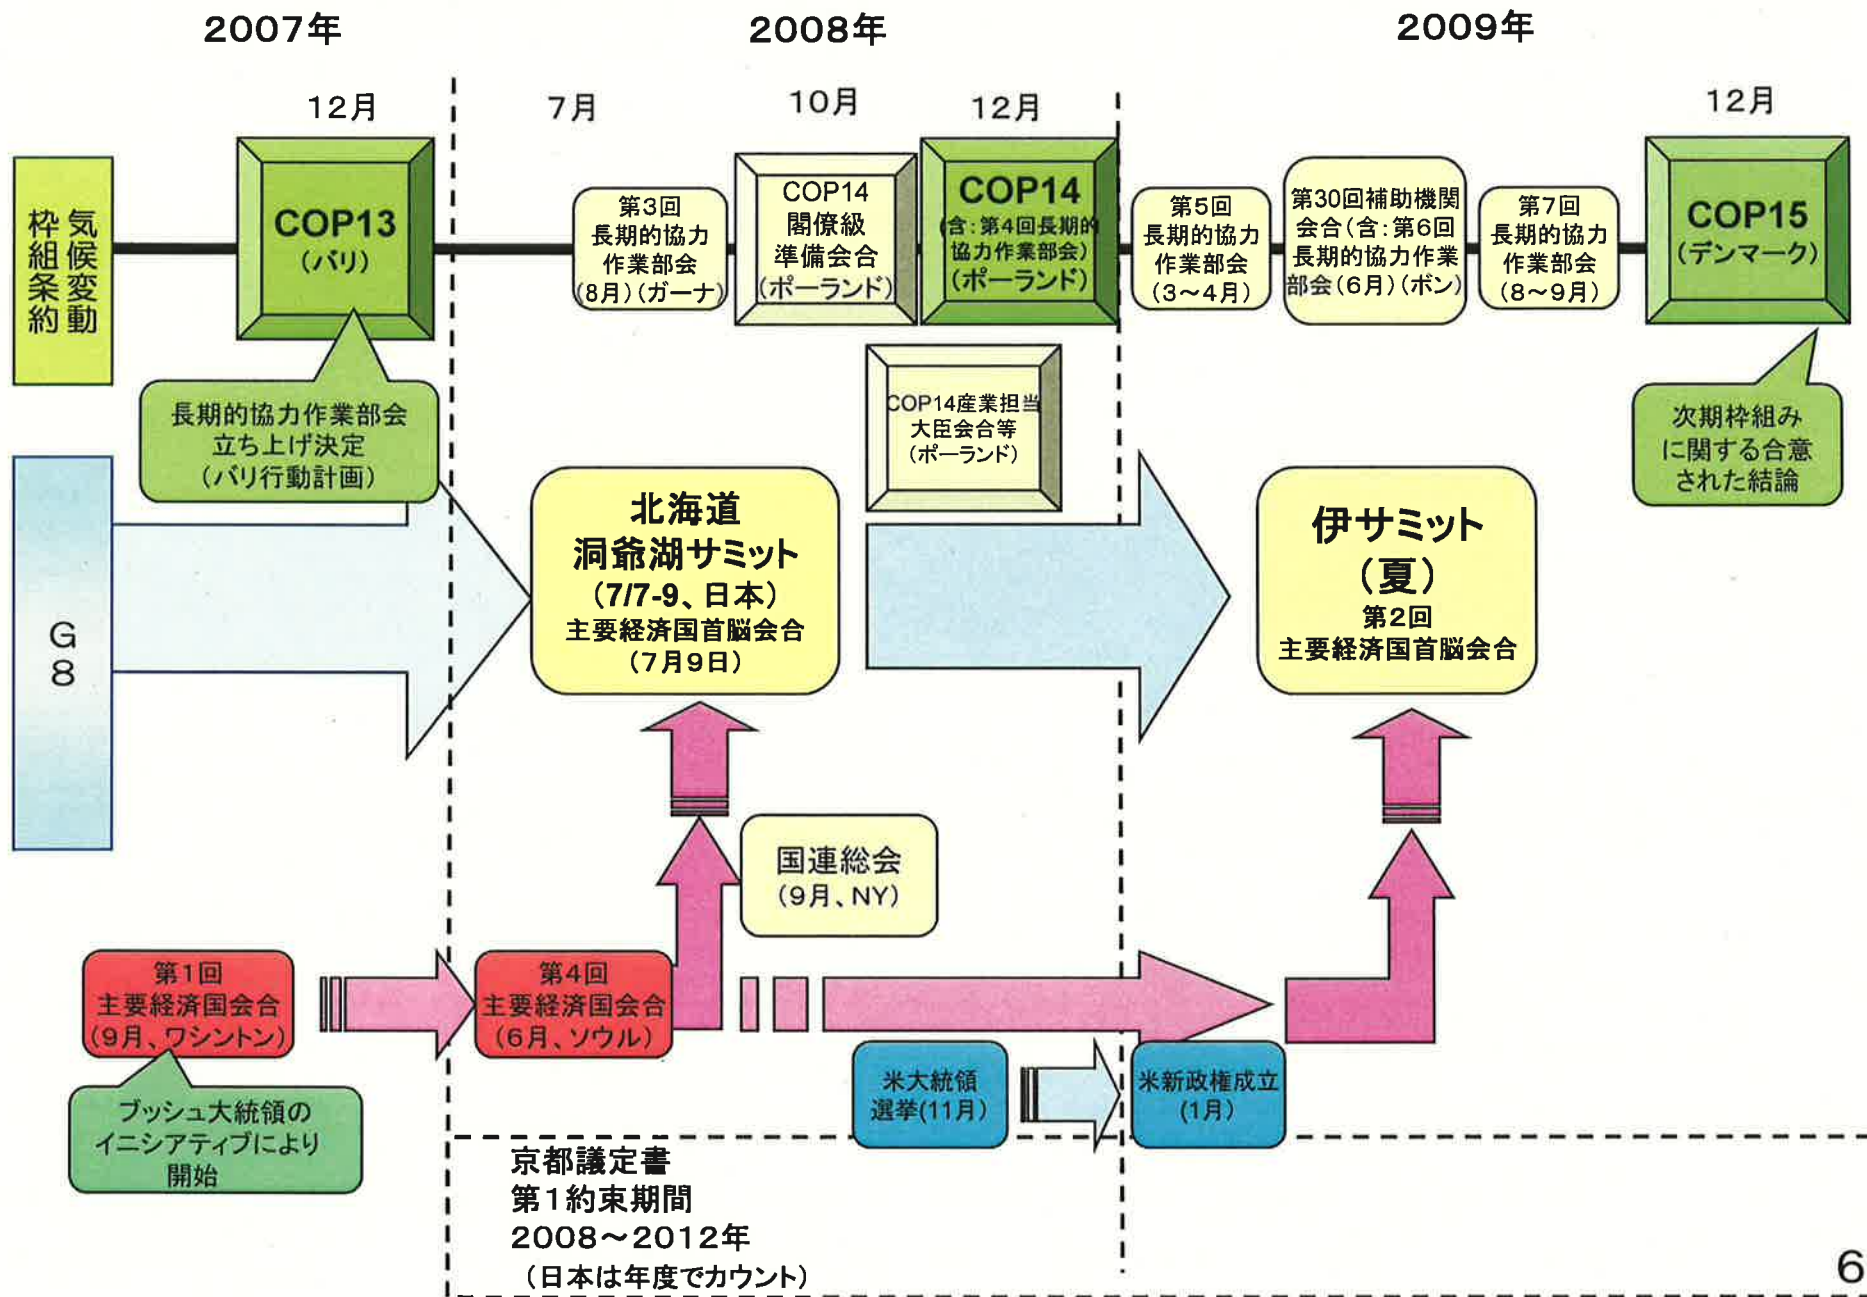 2007年
2008年
2009年
12月
7月
10月
12月
12月
気候変動
枠組条約
COP13
(バリ)
第3回
長期的協力
作業部会
(8月)(ガーナ)
COP14
閣僚級
準備会合
(ポーランド)
COP14
(含:第4回長期的
協力作業部会)
(ポーランド)
第5回
長期的協力
作業部会
(3～4月)
第30回補助機関
会合(含:第6回
長期的協力作業
部会(6月)(ボン)
第7回
長期的協力
作業部会
(8～9月)
COP15
(デンマーク)
長期的協力作業部会
立ち上げ決定
(バリ行動計画)
COP14産業担当
大臣会合等
(ポーランド)
次期枠組み
に関する合意
された結論
G
8
北海道
洞爺湖サミット
(7/7-9、日本)
主要経済国首脳会合
(7月9日)
伊サミット
(夏)
第2回
主要経済国首脳会合
国連総会
(9月、NY)
第1回
主要経済国会合
(9月、ワシントン)
第4回
主要経済国会合
(6月、ソウル)
ブッシュ大統領の
イニシアティブにより
開始
米大統領
選挙(11月)
米新政権成立
(1月)
京都議定書
第1約束期間
2008～2012年
(日本は年度でカウント)
6